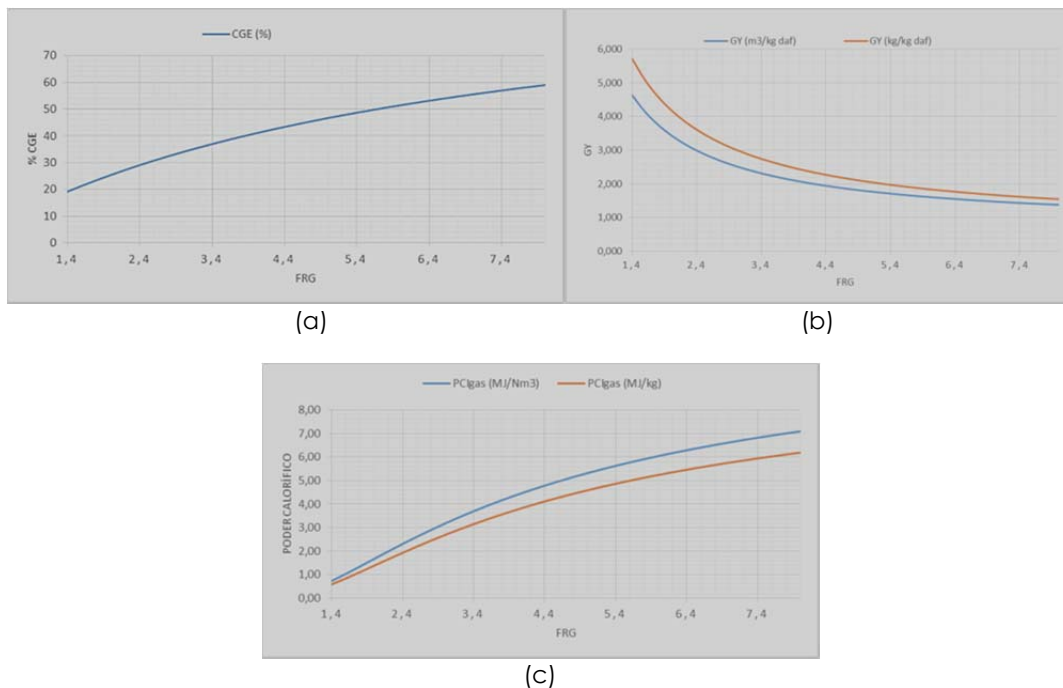 CGE (%)
70
60
50
40
30
20
10
0
% CGE
1,4 2,4 3,4 4,4 5,4 6,4 7,4
FRG
(a)
GY (m3/kg daf) GY (kg/kg daf)
6,000
5,000
4,000
3,000
2,000
1,000
0,000
GY
1,4 2,4 3,4 4,4 5,4 6,4 7,4
FRG
(b)
PCIgas (MJ/Nm3) PCIgas (MJ/kg)
8,00
7,00
6,00
5,00
4,00
3,00
2,00
1,00
0,00
PODER CALORÍFICO
1,4 2,4 3,4 4,4 5,4 6,4 7,4
FRG
(c)